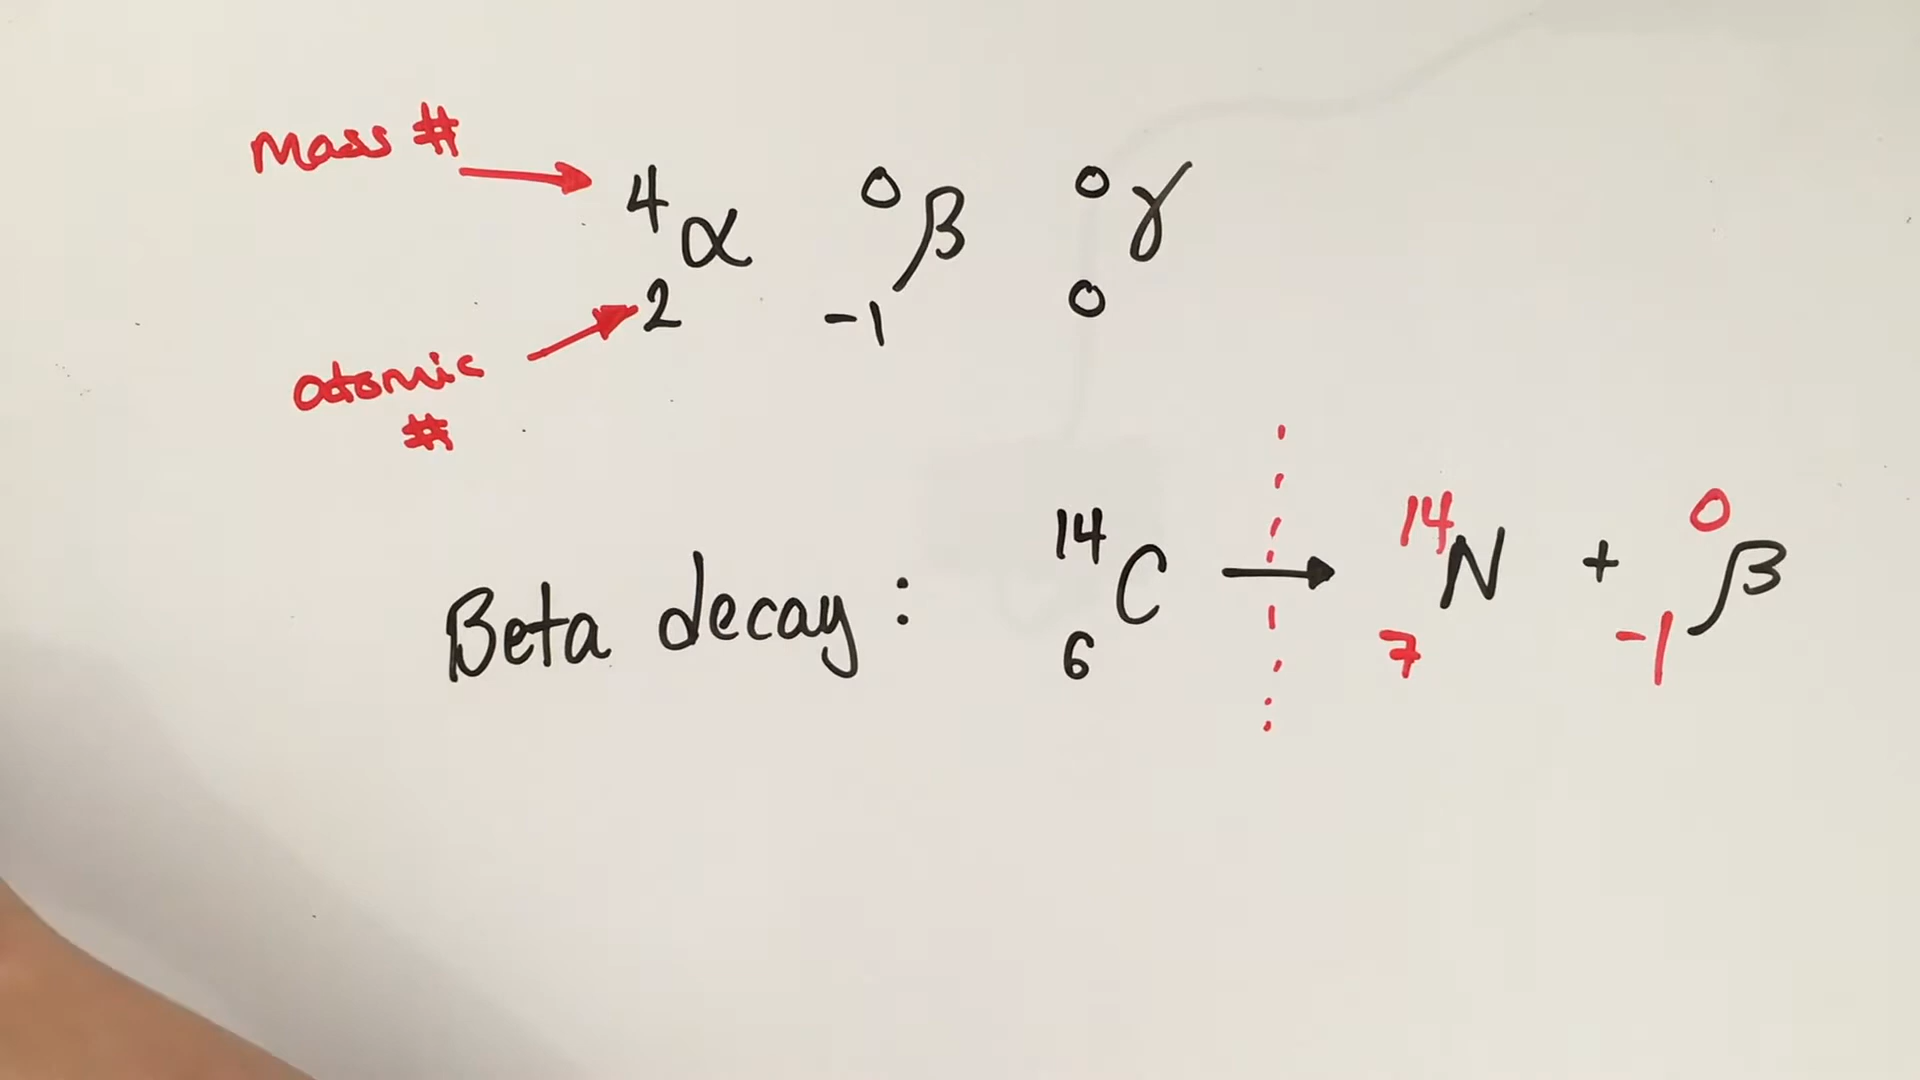 Mass #
4 α 2 0 β -1 0 γ 0
atomic
#
Beta decay : 14 C 6 → 14 N 7 + 0 β -1